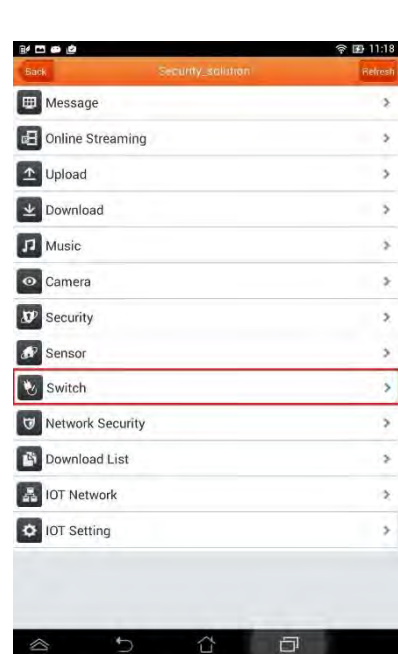 11:18
Back Security_solution Refresh
Message
Online Streaming
Upload
Download
Music
Camera
Security
Sensor
Switch
Network Security
Download List
IOT Network
IOT Setting